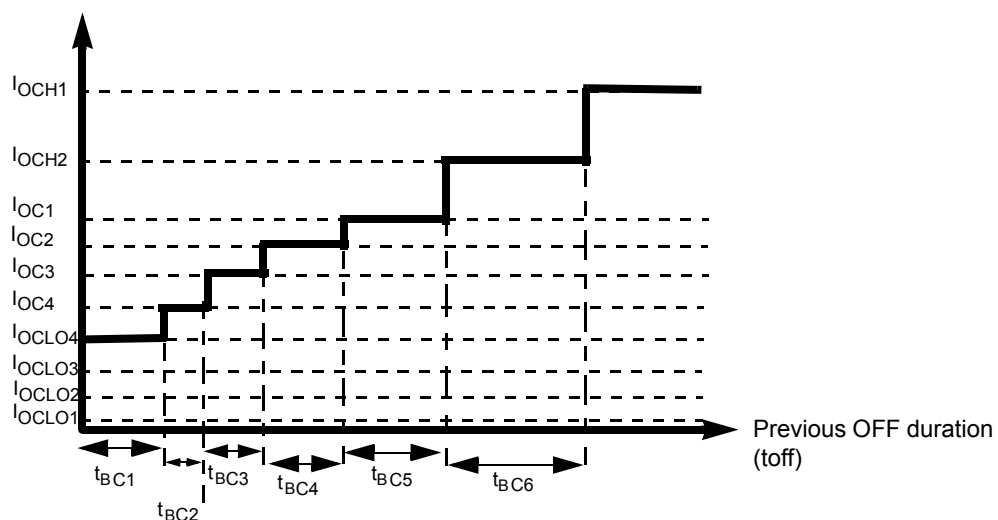 IOCH1
IOCH2
IOC1
IOC2
IOC3
IOC4
IOCLO4
IOCLO3
IOCLO2
IOCLO1
Previous OFF duration
(toff)
tBC1
tBC2
tBC3
tBC4
tBC5
tBC6